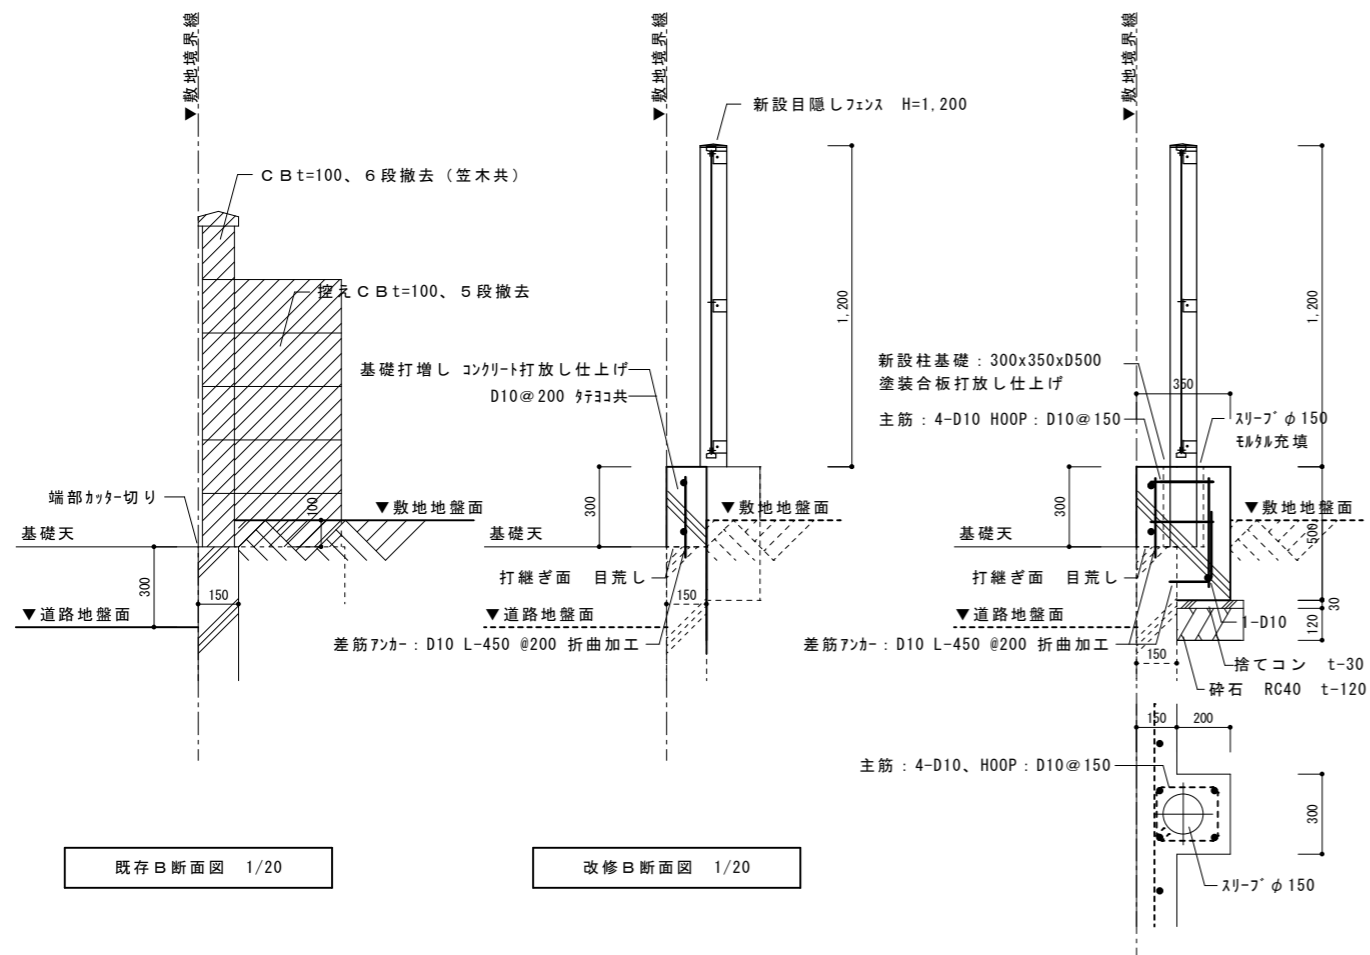 ▼敷地境界線
▼敷地境界線
▼敷地境界線
ＣＢt=100、６段撤去（笠木共）
控えＣＢt=100、５段撤去
端部ｶｯﾀｰ切り
▼敷地地盤面
基礎天
▼道路地盤面
100
300
150
既存Ｂ断面図 1/20
新設目隠しﾌｪﾝｽ H=1,200
1,200
基礎打増し ｺﾝｸﾘｰﾄ打放し仕上げ
D10@200 ﾀﾃﾖｺ共
300
▼敷地地盤面
基礎天
打継ぎ面 目荒し
150
▼道路地盤面
差筋ｱﾝｶｰ：D10 L-450 @200 折曲加工
改修Ｂ断面図 1/20
新設柱基礎：300x350xD500
塗装合板打放し仕上げ
主筋：4-D10 HOOP：D10@150
350
ｽﾘｰﾌﾞφ150
ﾓﾙﾀﾙ充填
1,200
300
▼敷地地盤面
500
基礎天
打継ぎ面 目荒し
▼道路地盤面
30
120
1-D10
差筋ｱﾝｶｰ：D10 L-450 @200 折曲加工
150
捨てコン t-30
砕石 RC40 t-120
150
200
主筋：4-D10、HOOP：D10@150
300
ｽﾘｰﾌﾞφ150